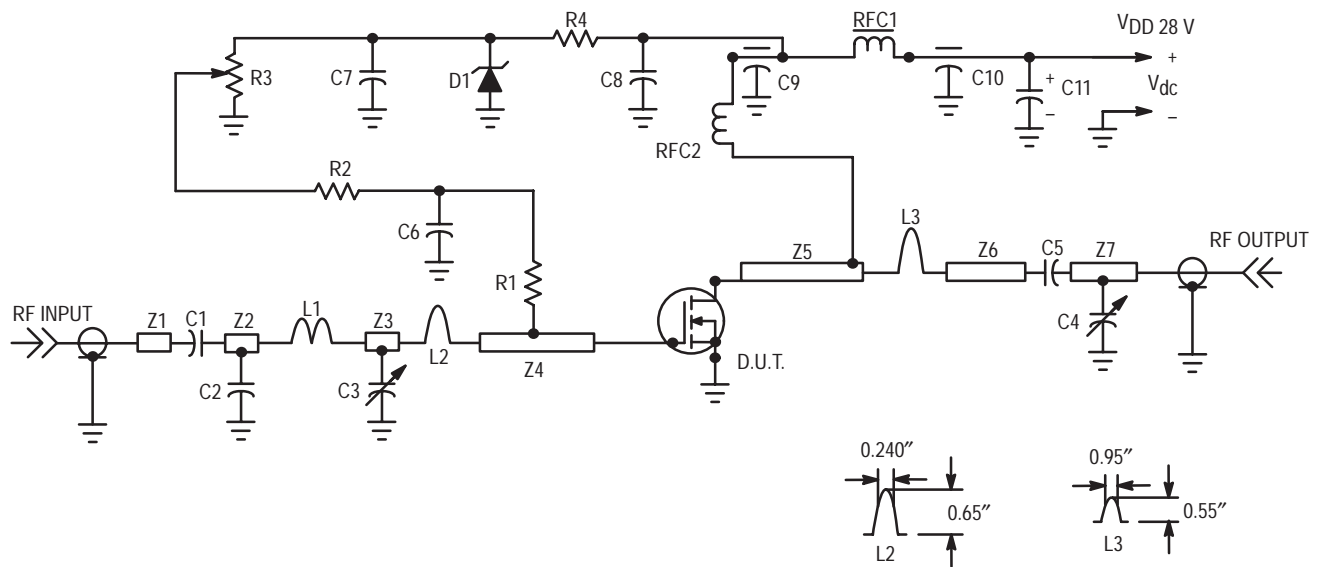 R4
RFC1
V_DD 28 V
+
R3
C7
D1
C8
C9
C10
+
C11
–
V_dc
–
RFC2
R2
C6
R1
L3
RF OUTPUT
Z5
Z6
C5
Z7
C4
RF INPUT
Z1
C1
Z2
L1
Z3
L2
Z4
C2
C3
D.U.T.
0.240″
0.65″
L2
0.95″
0.55″
L3